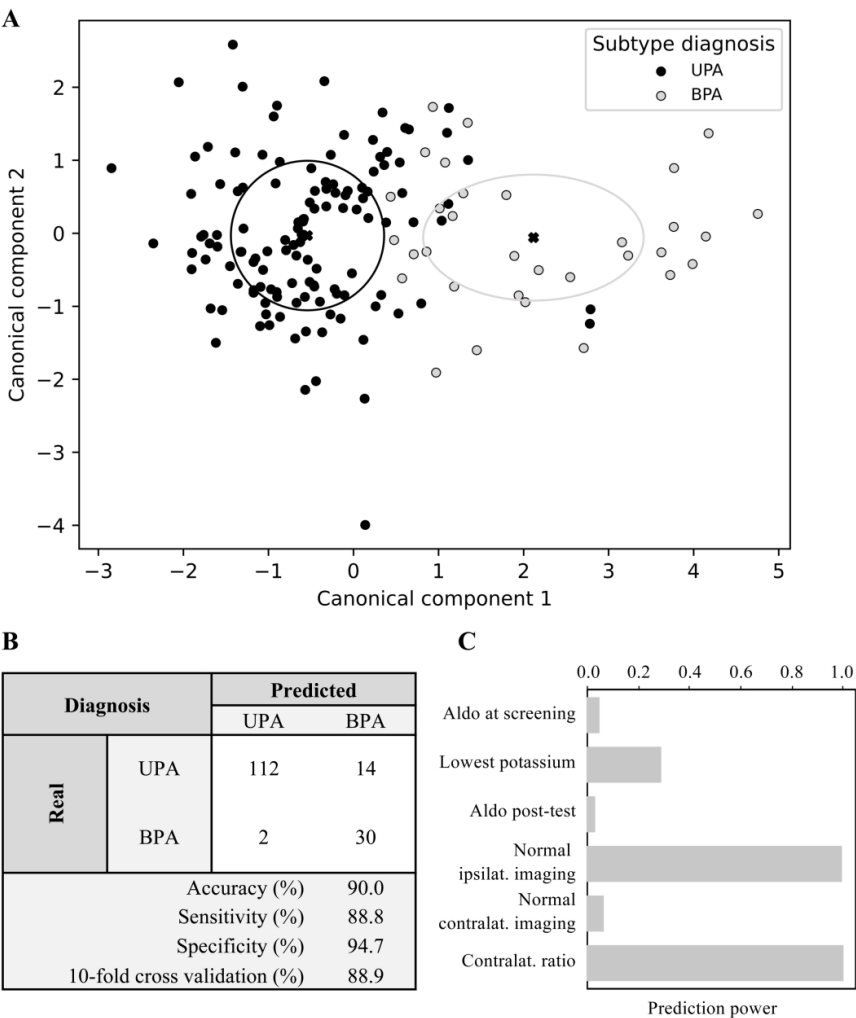 A
Subtype diagnosis
UPA
BPA
2
1
0
−1
−2
−3
−4
Canonical component 2
−3 −2 −1 0 1 2 3 4 5
Canonical component 1
B
Diagnosis Predicted
UPA BPA
Real UPA 112 14
BPA 2 30
Accuracy (%) 90.0
Sensitivity (%) 88.8
Specificity (%) 94.7
10-fold cross validation (%) 88.9
C
0.0 0.2 0.4 0.6 0.8 1.0
Aldo at screening
Lowest potassium
Aldo post-test
Normal
ipsilat. imaging
Normal
contralat. imaging
Contralat. ratio
Prediction power